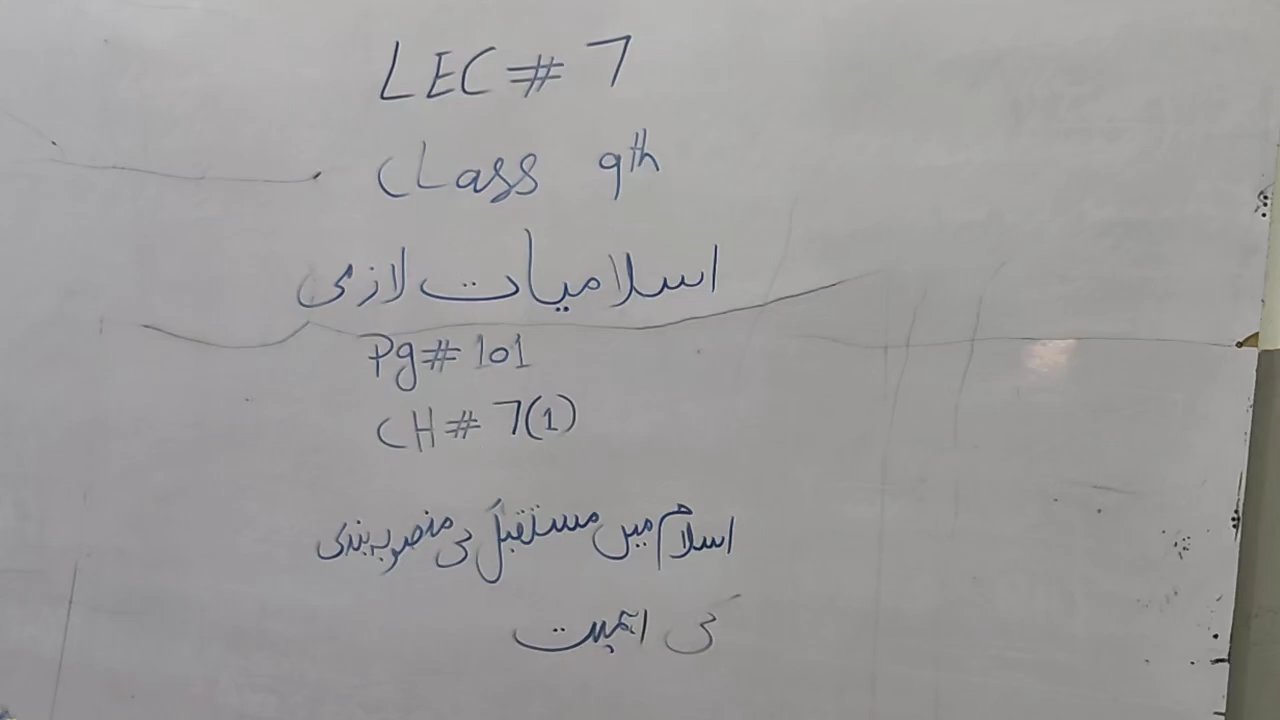 LEC # 7
CLass 9th
اسلامیات لازمی
Pg # 101
CH # 7(1)
اسلام میں مستقبل کی منصوبہ بندی
کی اہمیت